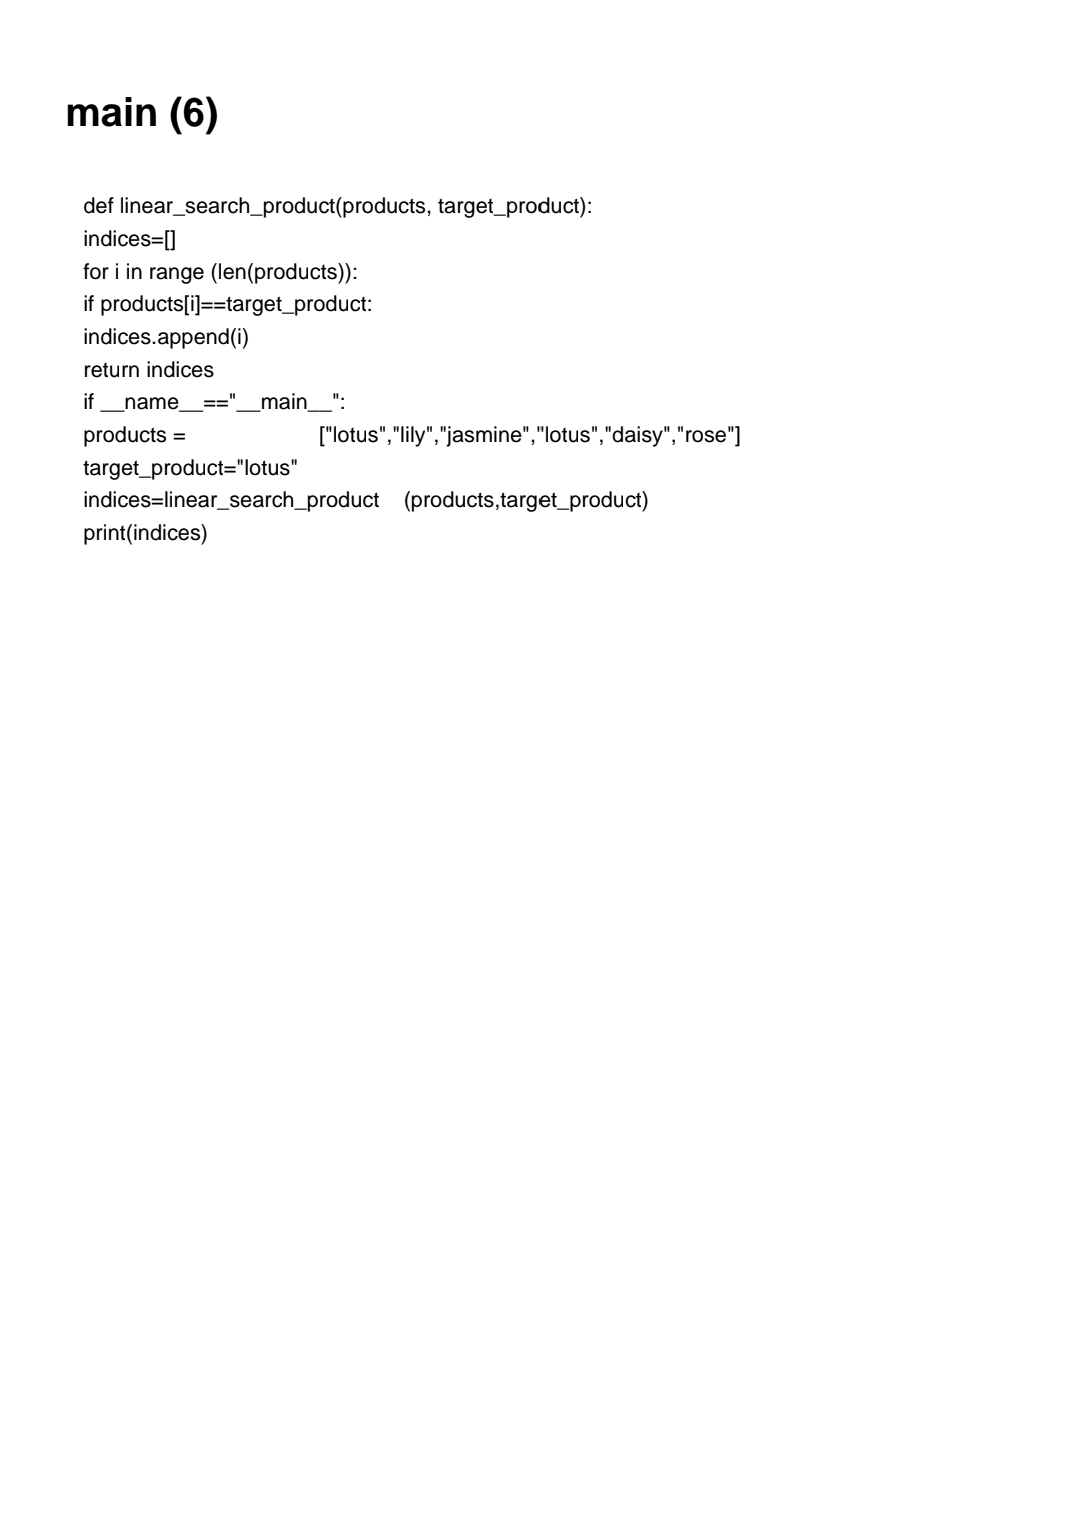 main (6)
def linear_search_product(products, target_product):
indices=[]
for i in range (len(products)):
if products[i]==target_product:
indices.append(i)
return indices
if __name__=="__main__":
products = ["lotus","lily","jasmine","lotus","daisy","rose"]
target_product="lotus"
indices=linear_search_product (products,target_product)
print(indices)